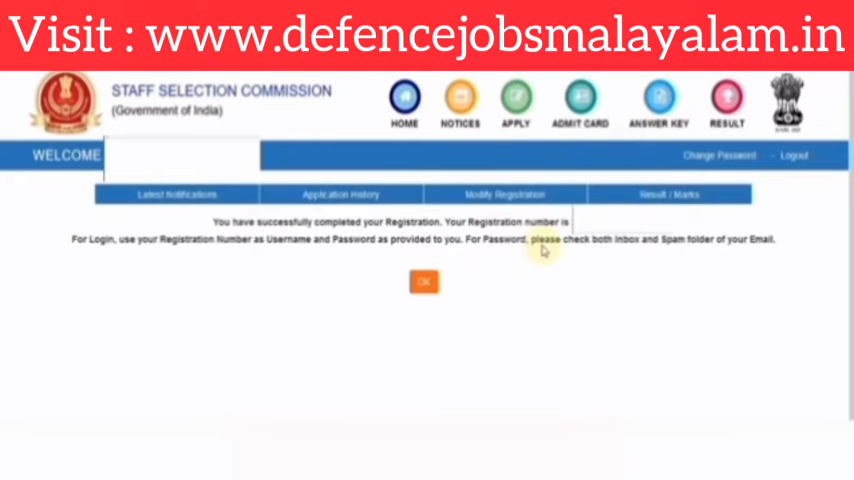 Visit : www.defencejobsmalayalam.in
STAFF SELECTION COMMISSION
(Government of India)
HOME NOTICES APPLY ADMIT CARD ANSWER KEY RESULT
WELCOME
Change Password - Logout
Latest Notifications Application History Modify Registration Result / Marks
You have successfully completed your Registration. Your Registration number is
For Login, use your Registration Number as Username and Password as provided to you. For Password, please check both Inbox and Spam folder of your Email.
OK